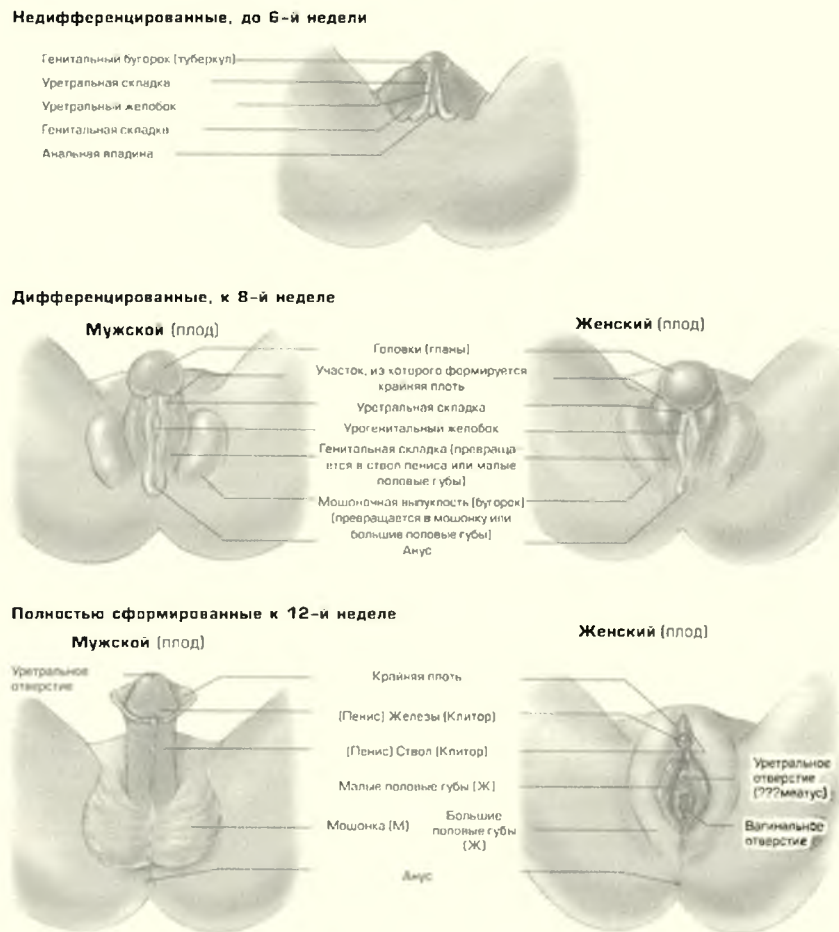 Недифференцированные, до 6-й недели
Генитальный бугорок (туберкул)
Уретральная складка
Уретральный желобок
Генитальная складка
Анальная впадина
Дифференцированные, к 8-й неделе
Мужской (плод)
Женский (плод)
Головки (гланы)
Участок, из которого формируется
крайняя плоть
Уретральная складка
Урогенитальный желобок
Генитальная складка (превраща-
ется в ствол пениса или малые
половые губы)
Мошоночная выпуклость (бугорок)
(превращается в мошонку или
большие половые губы)
Анус
Полностью сформированные к 12-й неделе
Мужской (плод)
Женский (плод)
Уретральное
отверстие
Крайняя плоть
(Пенис) Железы (Клитор)
(Пенис) Ствол (Клитор)
Малые половые губы (Ж)
Мошонка (М)
Большие
половые губы
(Ж)
Анус
Уретральное
отверстие
(???меатус)
Вагинальное
отверстие